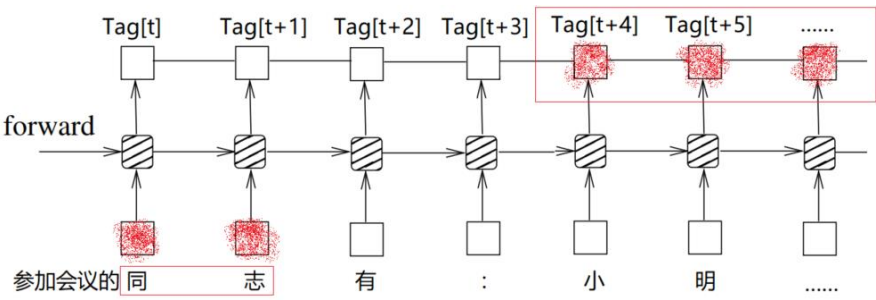 Tag[t] Tag[t+1] Tag[t+2] Tag[t+3] Tag[t+4] Tag[t+5] ......
forward
参加会议的 同 志 有 : 小 明 ......